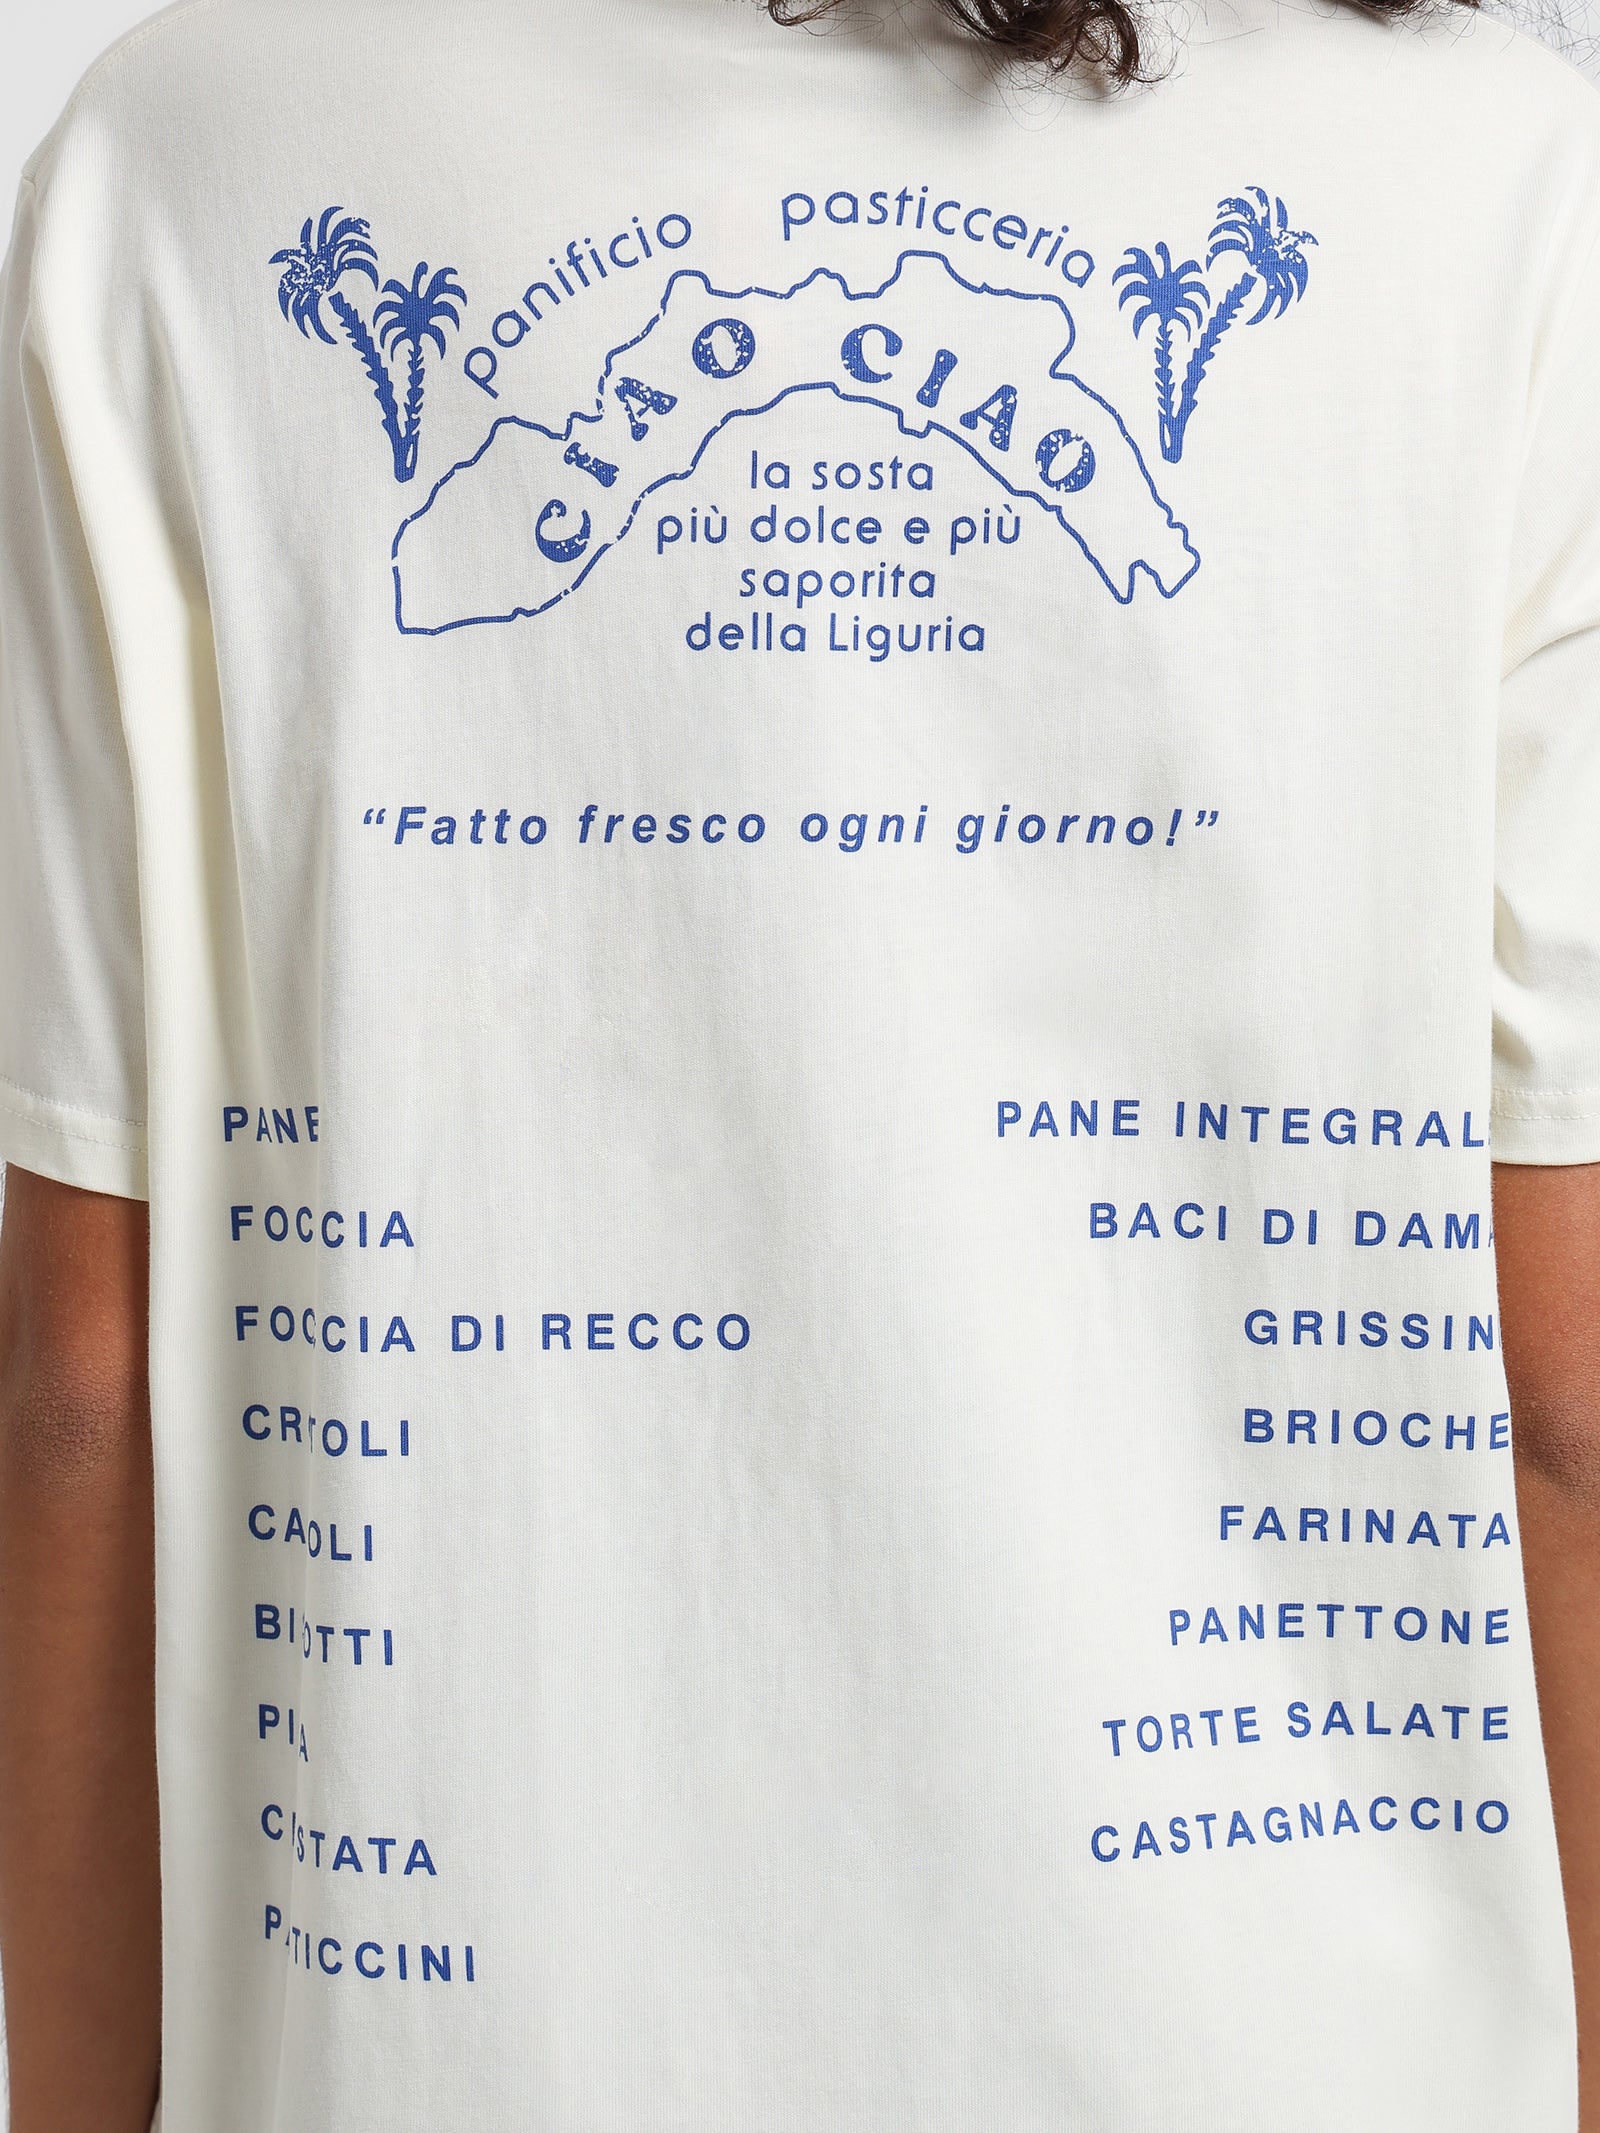 panificio pasticceria
CIAO CIAO
la sosta
più dolce e più
saporita
della Liguria
“Fatto fresco ogni giorno!”
PANE
FOCCIA
FOCCIA DI RECCO
PANE INTEGRAL
BACI DI DAMA
GRISSINI
BRIOCHE
FARINATA
PANETTONE
TORTE SALATE
CASTAGNACCIO